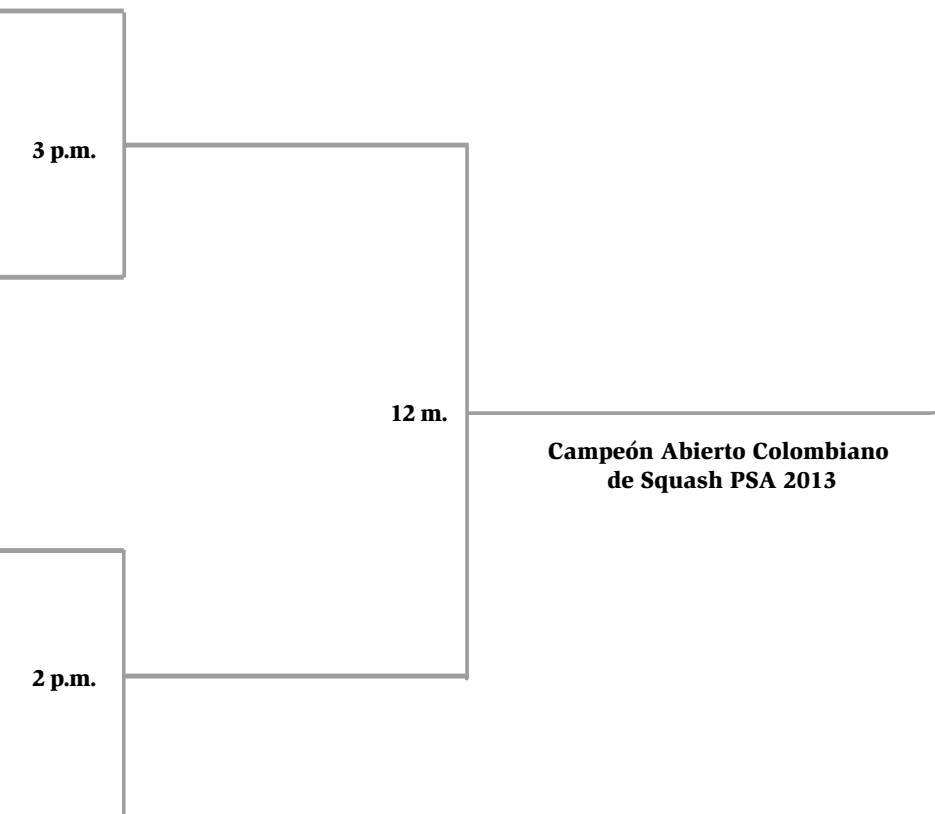 3 p.m.
12 m.
Campeón Abierto Colombiano
de Squash PSA 2013
2 p.m.